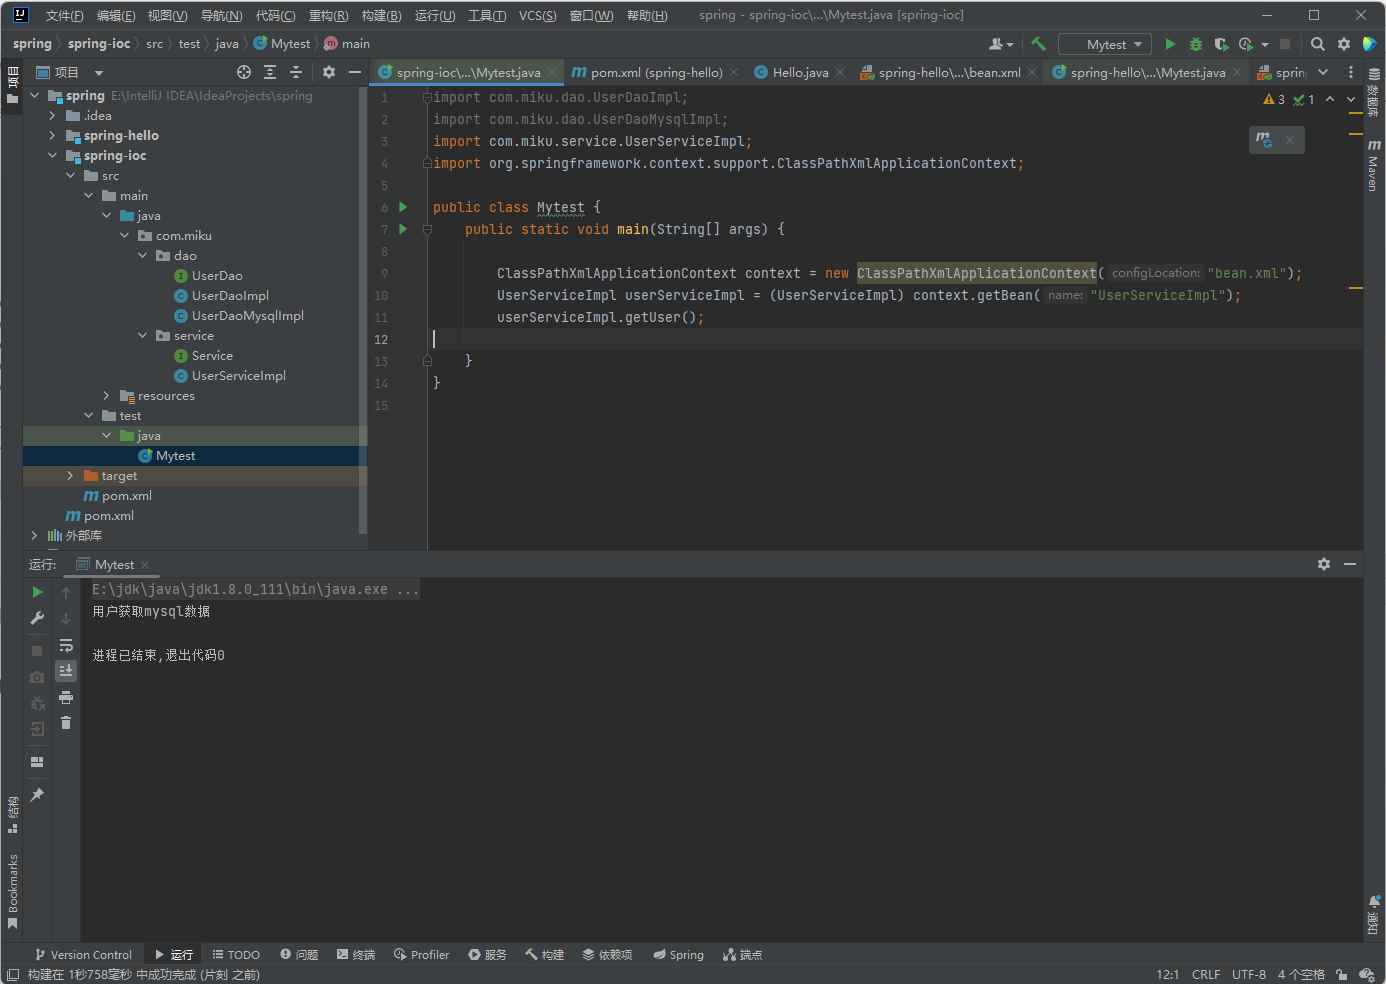 文件(F) 编辑(E) 视图(V) 导航(N) 代码(C) 重构(R) 构建(B) 运行(U) 工具(T) VCS(S) 窗口(W) 帮助(H) spring - spring-ioc\...\Mytest.java [spring-ioc]
spring spring-ioc src test java Mytest main Mytest
项目
项目
spring-ioc\...\Mytest.java pom.xml (spring-hello) Hello.java spring-hello\...\bean.xml spring-hello\...\Mytest.java sprin
spring E:\IntelliJ IDEA\IdeaProjects\spring
.idea
spring-hello
spring-ioc
src
main
java
com.miku
dao
UserDao
UserDaoImpl
UserDaoMysqlImpl
service
Service
UserServiceImpl
resources
test
java
Mytest
target
pom.xml
pom.xml
外部库
3 1
1 import com.miku.dao.UserDaoImpl;
2 import com.miku.dao.UserDaoMysqlImpl;
3 import com.miku.service.UserServiceImpl;
4 import org.springframework.context.support.ClassPathXmlApplicationContext;
5
6 public class Mytest {
7 public static void main(String[] args) {
8
9 ClassPathXmlApplicationContext context = new ClassPathXmlApplicationContext( configLocation: "bean.xml");
10 UserServiceImpl userServiceImpl = (UserServiceImpl) context.getBean( name: "UserServiceImpl");
11 userServiceImpl.getUser();
12
13 }
14 }
15
数据库
Maven
通知
运行: Mytest
E:\jdk\java\jdk1.8.0_111\bin\java.exe ...
用户获取mysql数据
进程已结束,退出代码0
结构
Bookmarks
Version Control 运行 TODO 问题 终端 Profiler 服务 构建 依赖项 Spring 端点
构建在 1秒758毫秒 中成功完成 (片刻 之前) 12:1 CRLF UTF-8 4 个空格